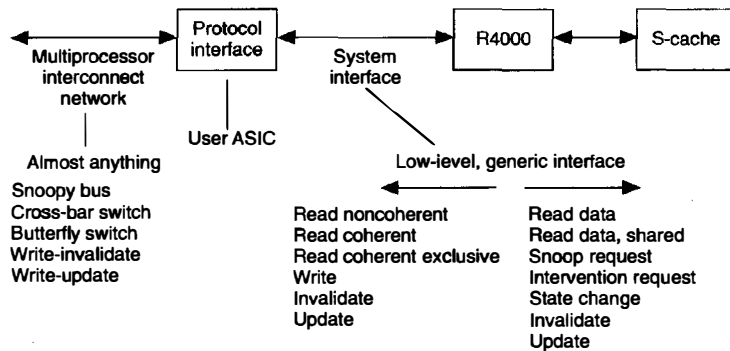 Protocol
interface
R4000
S-cache
Multiprocessor
interconnect
network
System
interface
User ASIC
Almost anything
Snoopy bus
Cross-bar switch
Butterfly switch
Write-invalidate
Write-update
Low-level, generic interface
Read noncoherent
Read coherent
Read coherent exclusive
Write
Invalidate
Update
Read data
Read data, shared
Snoop request
Intervention request
State change
Invalidate
Update